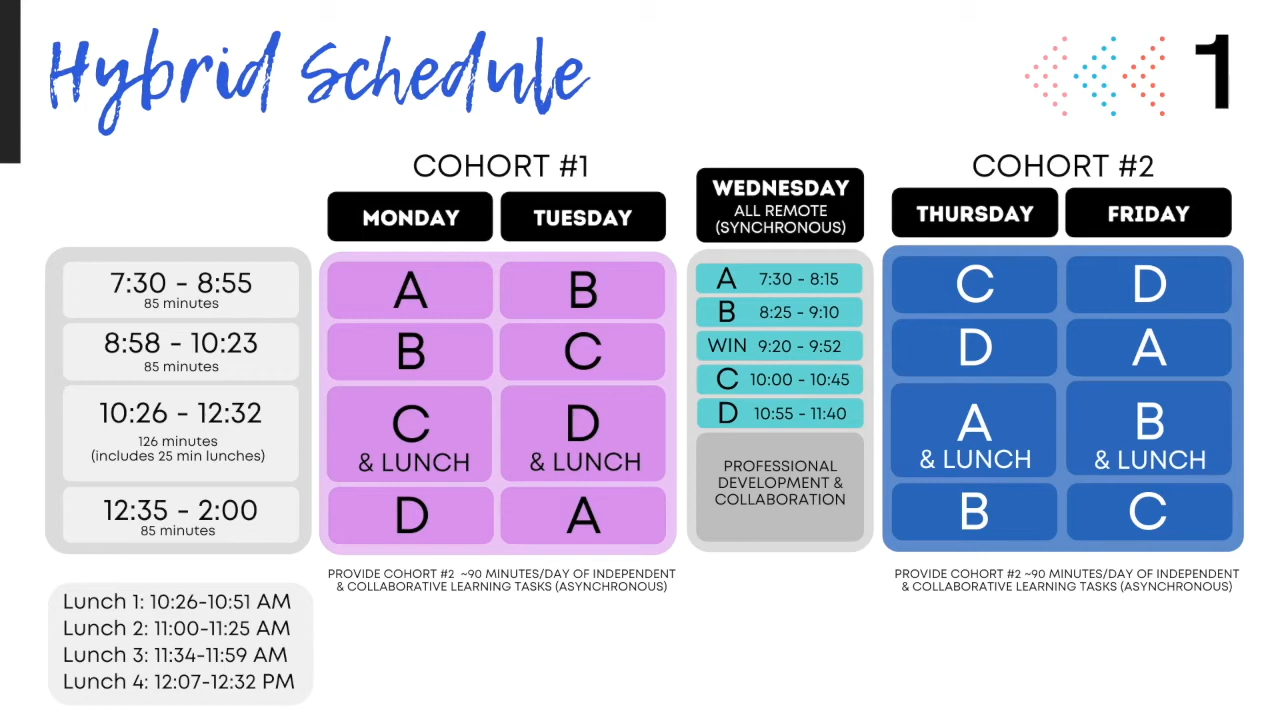 Hybrid Schedule
1
COHORT #1
COHORT #2
MONDAY
TUESDAY
WEDNESDAY
ALL REMOTE
(SYNCHRONOUS)
THURSDAY
FRIDAY
7:30 - 8:55
85 minutes
8:58 - 10:23
85 minutes
10:26 - 12:32
126 minutes
(includes 25 min lunches)
12:35 - 2:00
85 minutes
A
B
C
& LUNCH
D
B
C
D
& LUNCH
A
A 7:30 - 8:15
B 8:25 - 9:10
WIN 9:20 - 9:52
C 10:00 - 10:45
D 10:55 - 11:40
PROFESSIONAL
DEVELOPMENT &
COLLABORATION
C
D
A
& LUNCH
B
D
A
B
& LUNCH
C
PROVIDE COHORT #2 ~90 MINUTES/DAY OF INDEPENDENT
& COLLABORATIVE LEARNING TASKS (ASYNCHRONOUS)
PROVIDE COHORT #2 ~90 MINUTES/DAY OF INDEPENDENT
& COLLABORATIVE LEARNING TASKS (ASYNCHRONOUS)
Lunch 1: 10:26-10:51 AM
Lunch 2: 11:00-11:25 AM
Lunch 3: 11:34-11:59 AM
Lunch 4: 12:07-12:32 PM